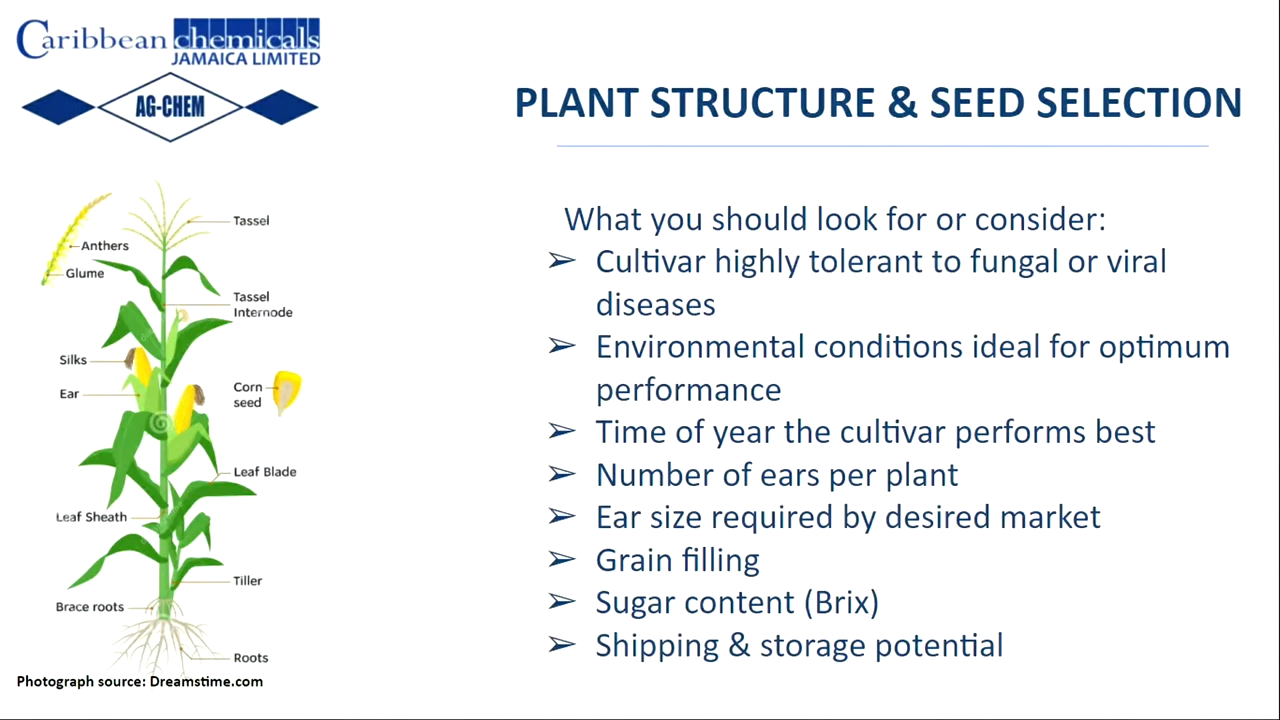 Caribbean chemicals
JAMAICA LIMITED
AG-CHEM
PLANT STRUCTURE & SEED SELECTION
Tassel
Anthers
Glume
Tassel
Internode
Silks
Ear
Corn
seed
Leaf Blade
Leaf Sheath
Tiller
Brace roots
Roots
Photograph source: Dreamstime.com
What you should look for or consider:
➢ Cultivar highly tolerant to fungal or viral
diseases
➢ Environmental conditions ideal for optimum
performance
➢ Time of year the cultivar performs best
➢ Number of ears per plant
➢ Ear size required by desired market
➢ Grain filling
➢ Sugar content (Brix)
➢ Shipping & storage potential